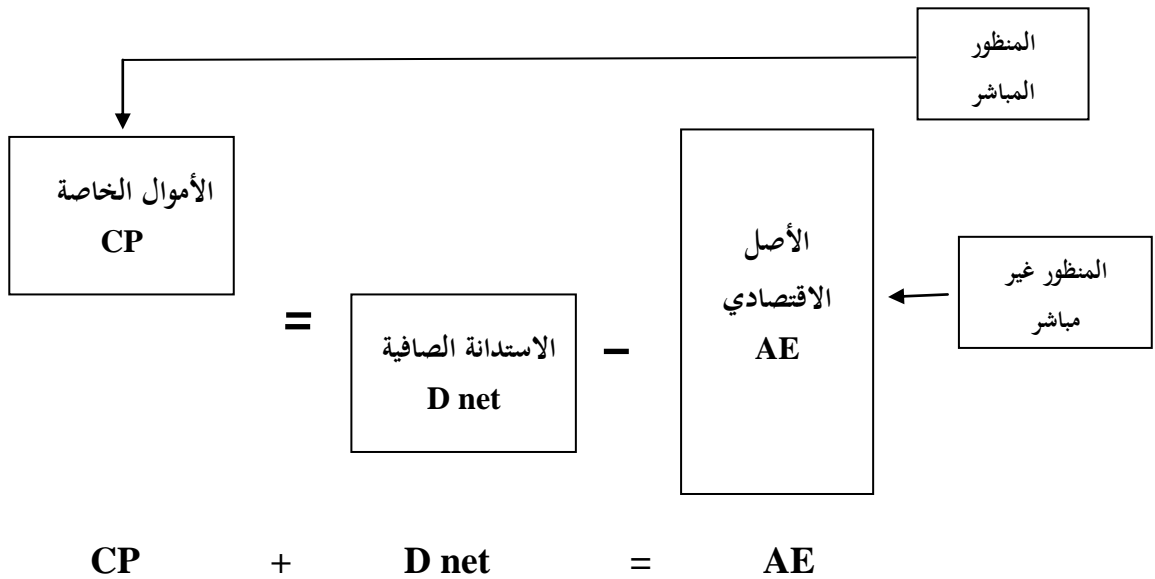 المنظور
المباشر
الأموال الخاصة
CP
=
الاستدانة الصافية
D net
–
الأصل
الاقتصادي
AE
المنظور غير
مباشر
CP + D net = AE